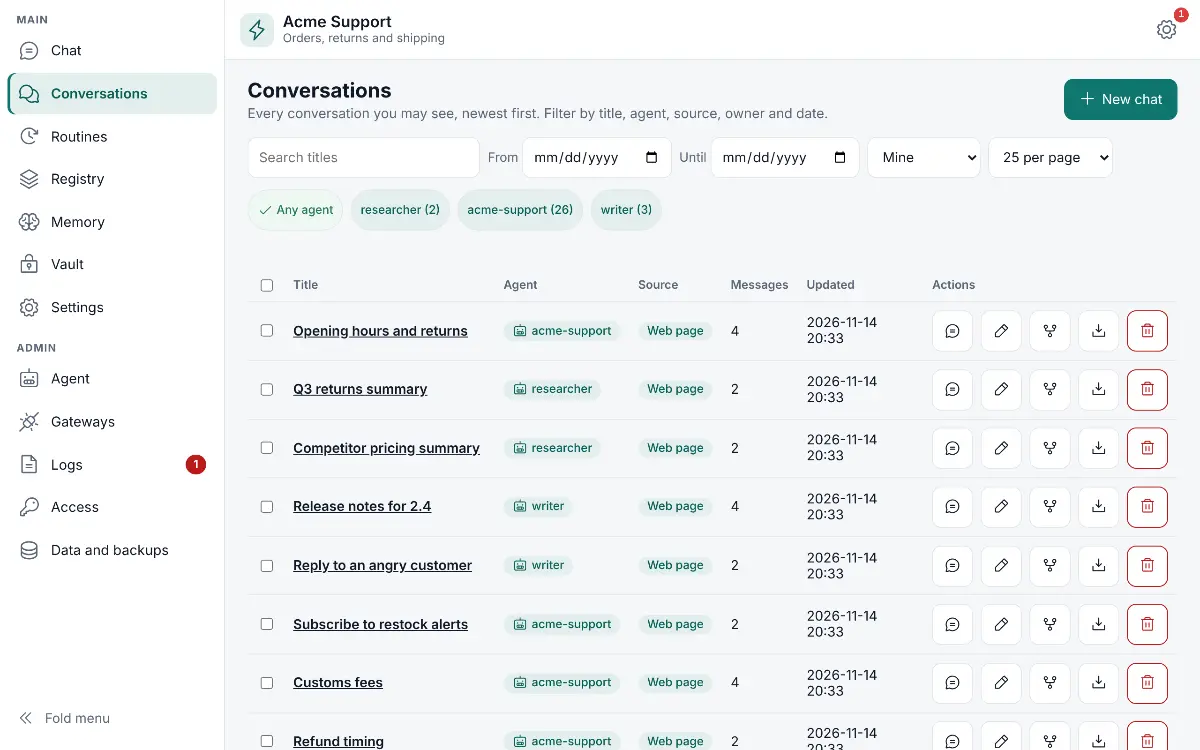 MAIN
Chat
Conversations
Routines
Registry
Memory
Vault
Settings
ADMIN
Agent
Gateways
Logs 1
Access
Data and backups
Fold menu
Acme Support
Orders, returns and shipping
1
Conversations
Every conversation you may see, newest first. Filter by title, agent, source, owner and date.
New chat
Search titles From mm/dd/yyyy Until mm/dd/yyyy Mine 25 per page
Any agent researcher (2) acme-support (26) writer (3)
Title Agent Source Messages Updated Actions
Opening hours and returns acme-support Web page 4 2026-11-14
20:33
Q3 returns summary researcher Web page 2 2026-11-14
20:33
Competitor pricing summary researcher Web page 2 2026-11-14
20:33
Release notes for 2.4 writer Web page 4 2026-11-14
20:33
Reply to an angry customer writer Web page 2 2026-11-14
20:33
Subscribe to restock alerts acme-support Web page 2 2026-11-14
20:33
Customs fees acme-support Web page 4 2026-11-14
20:33
Refund timing acme-support Web page 2 2026-11-14
20:33